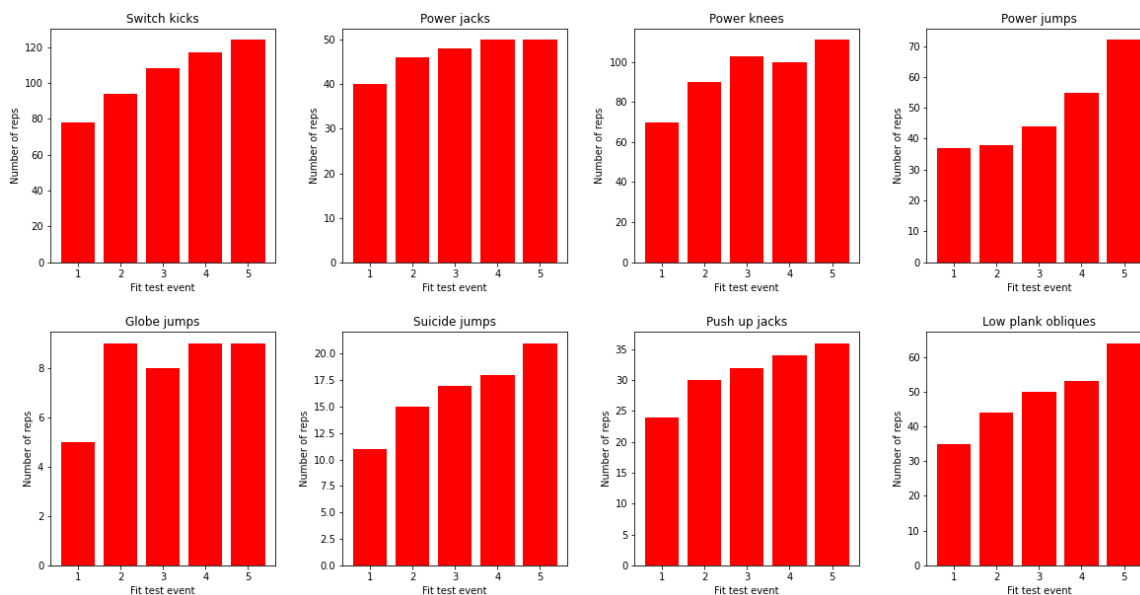 Switch kicks
Number of reps
120
100
80
60
40
20
0
1 2 3 4 5
Fit test event
Power jacks
Number of reps
50
40
30
20
10
0
1 2 3 4 5
Fit test event
Power knees
Number of reps
100
80
60
40
20
0
1 2 3 4 5
Fit test event
Power jumps
Number of reps
70
60
50
40
30
20
10
0
1 2 3 4 5
Fit test event
Globe jumps
Number of reps
8
6
4
2
0
1 2 3 4 5
Fit test event
Suicide jumps
Number of reps
20.0
17.5
15.0
12.5
10.0
7.5
5.0
2.5
0.0
1 2 3 4 5
Fit test event
Push up jacks
Number of reps
35
30
25
20
15
10
5
0
1 2 3 4 5
Fit test event
Low plank obliques
Number of reps
60
50
40
30
20
10
0
1 2 3 4 5
Fit test event